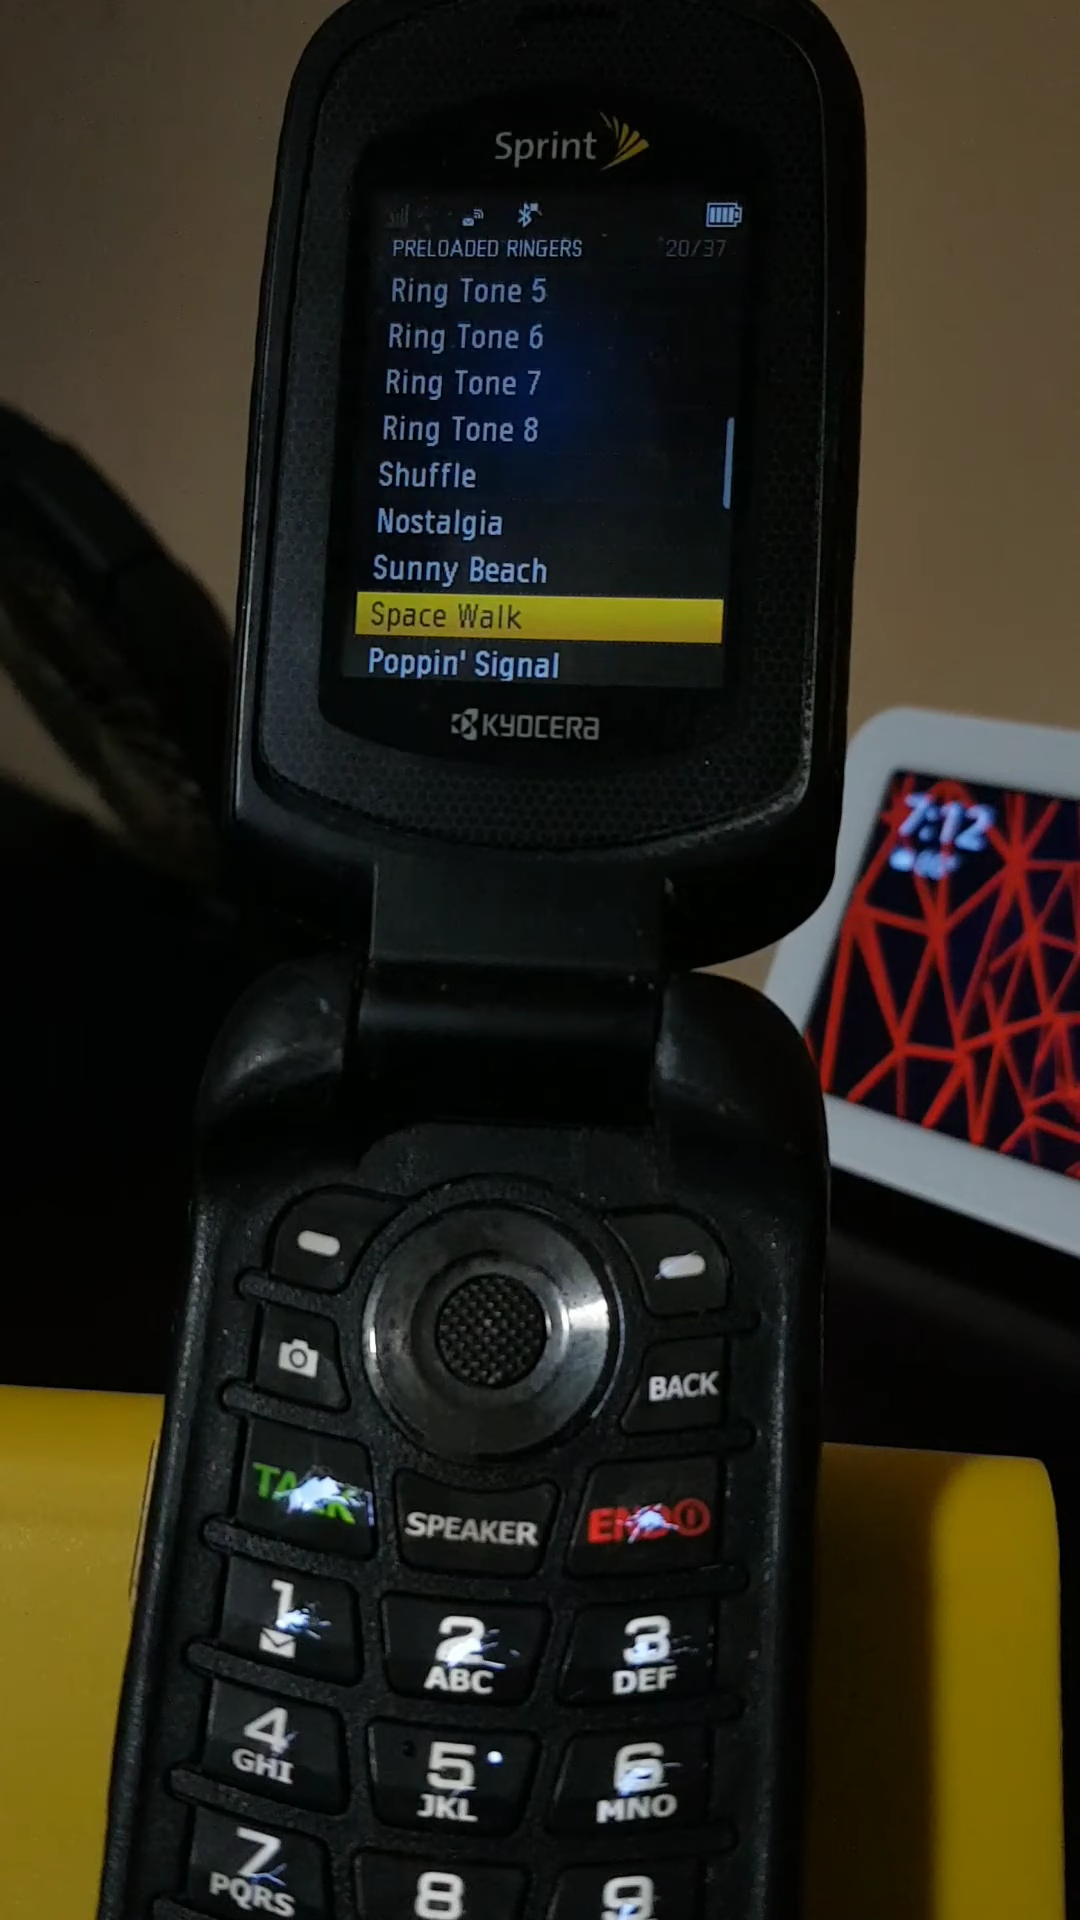 Sprint
PRELOADED RINGERS 20/37
Ring Tone 5
Ring Tone 6
Ring Tone 7
Ring Tone 8
Shuffle
Nostalgia
Sunny Beach
Space Walk
Poppin' Signal
KYOCERA
7:12
BACK
TALK
SPEAKER
END
1
2
ABC
3
DEF
4
GHI
5
JKL
6
MNO
7
PQRS
8
9